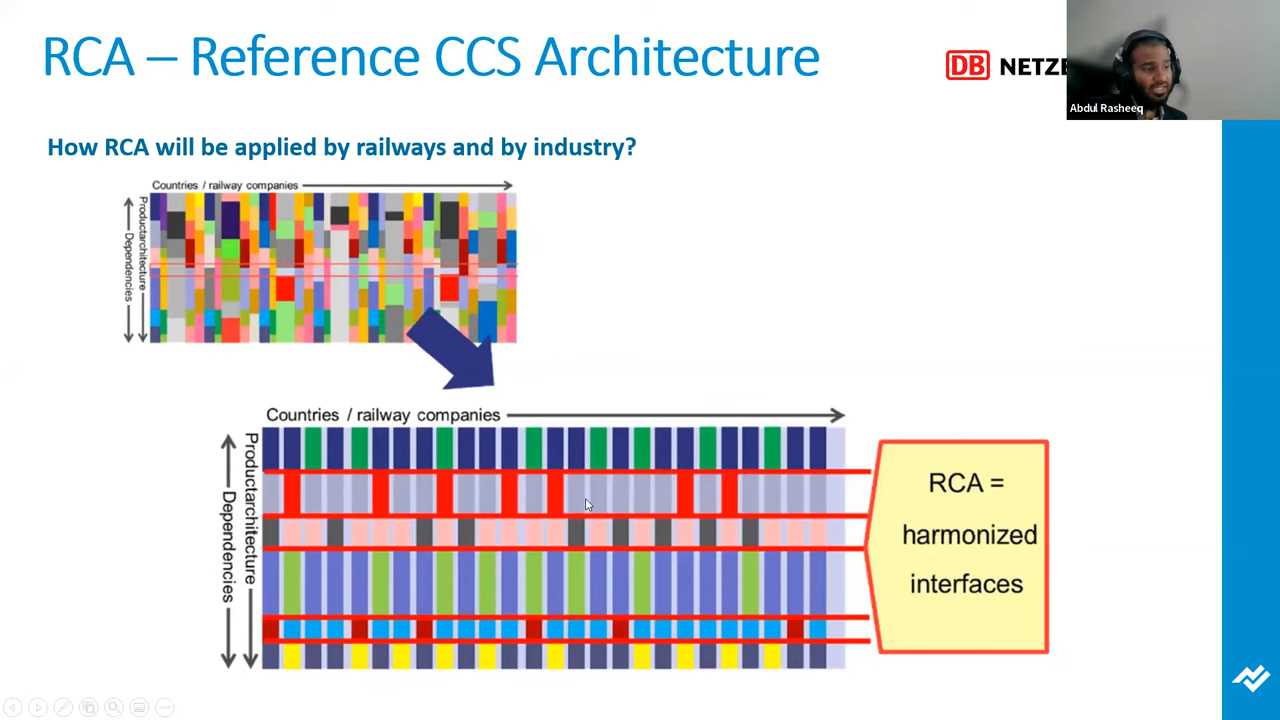 RCA – Reference CCS Architecture
DB NETZE
Abdul Rasheeq
How RCA will be applied by railways and by industry?
Countries / railway companies
Productarchitecture
Dependencies
Countries / railway companies
Productarchitecture
Dependencies
RCA =
harmonized
interfaces